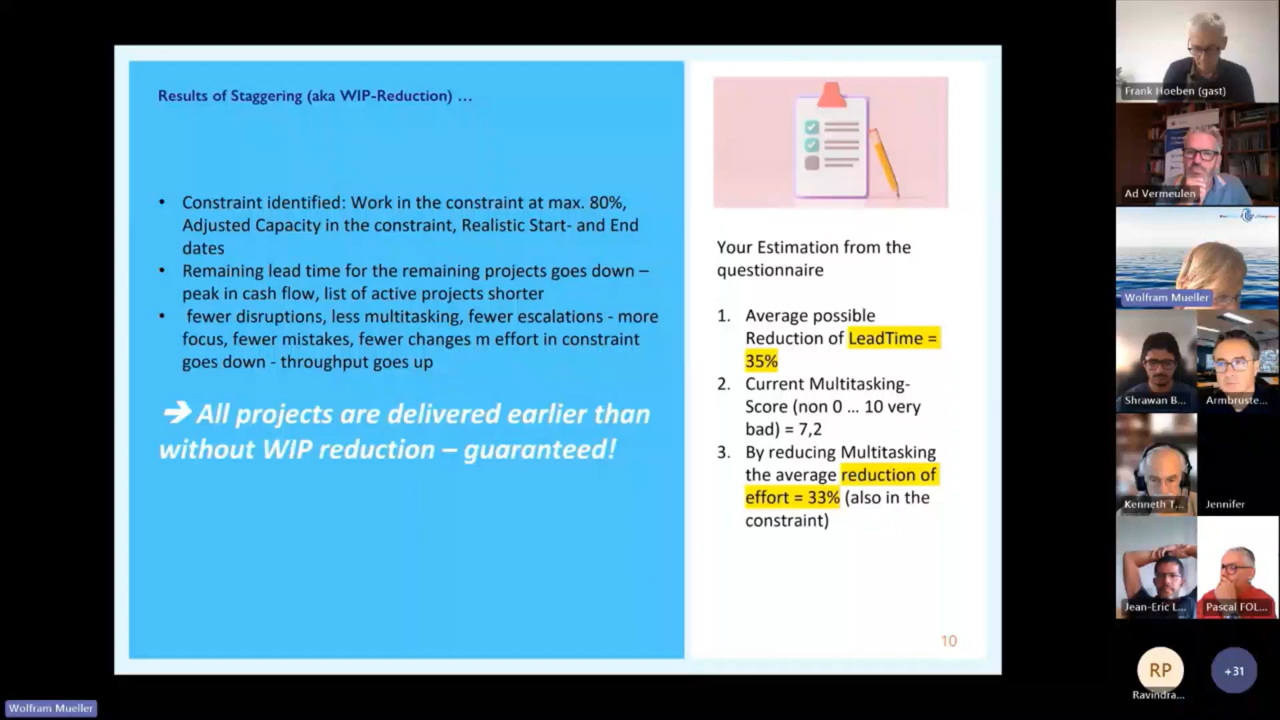 Results of Staggering (aka WIP-Reduction) …
• Constraint identified: Work in the constraint at max. 80%,
Adjusted Capacity in the constraint, Realistic Start- and End
dates
• Remaining lead time for the remaining projects goes down –
peak in cash flow, list of active projects shorter
• fewer disruptions, less multitasking, fewer escalations - more
focus, fewer mistakes, fewer changes m effort in constraint
goes down - throughput goes up
➔ All projects are delivered earlier than
without WIP reduction – guaranteed!
Your Estimation from the
questionnaire
1. Average possible
Reduction of LeadTime =
35%
2. Current Multitasking-
Score (non 0 … 10 very
bad) = 7,2
3. By reducing Multitasking
the average reduction of
effort = 33% (also in the
constraint)
10
Frank Hoeben (gast)
Ad Vermeulen
Wolfram Mueller
Shrawan B...
Armbruste...
Kenneth T...
Jennifer
Jean-Eric L...
Pascal FOL...
RP
Ravindra...
+31
Wolfram Mueller